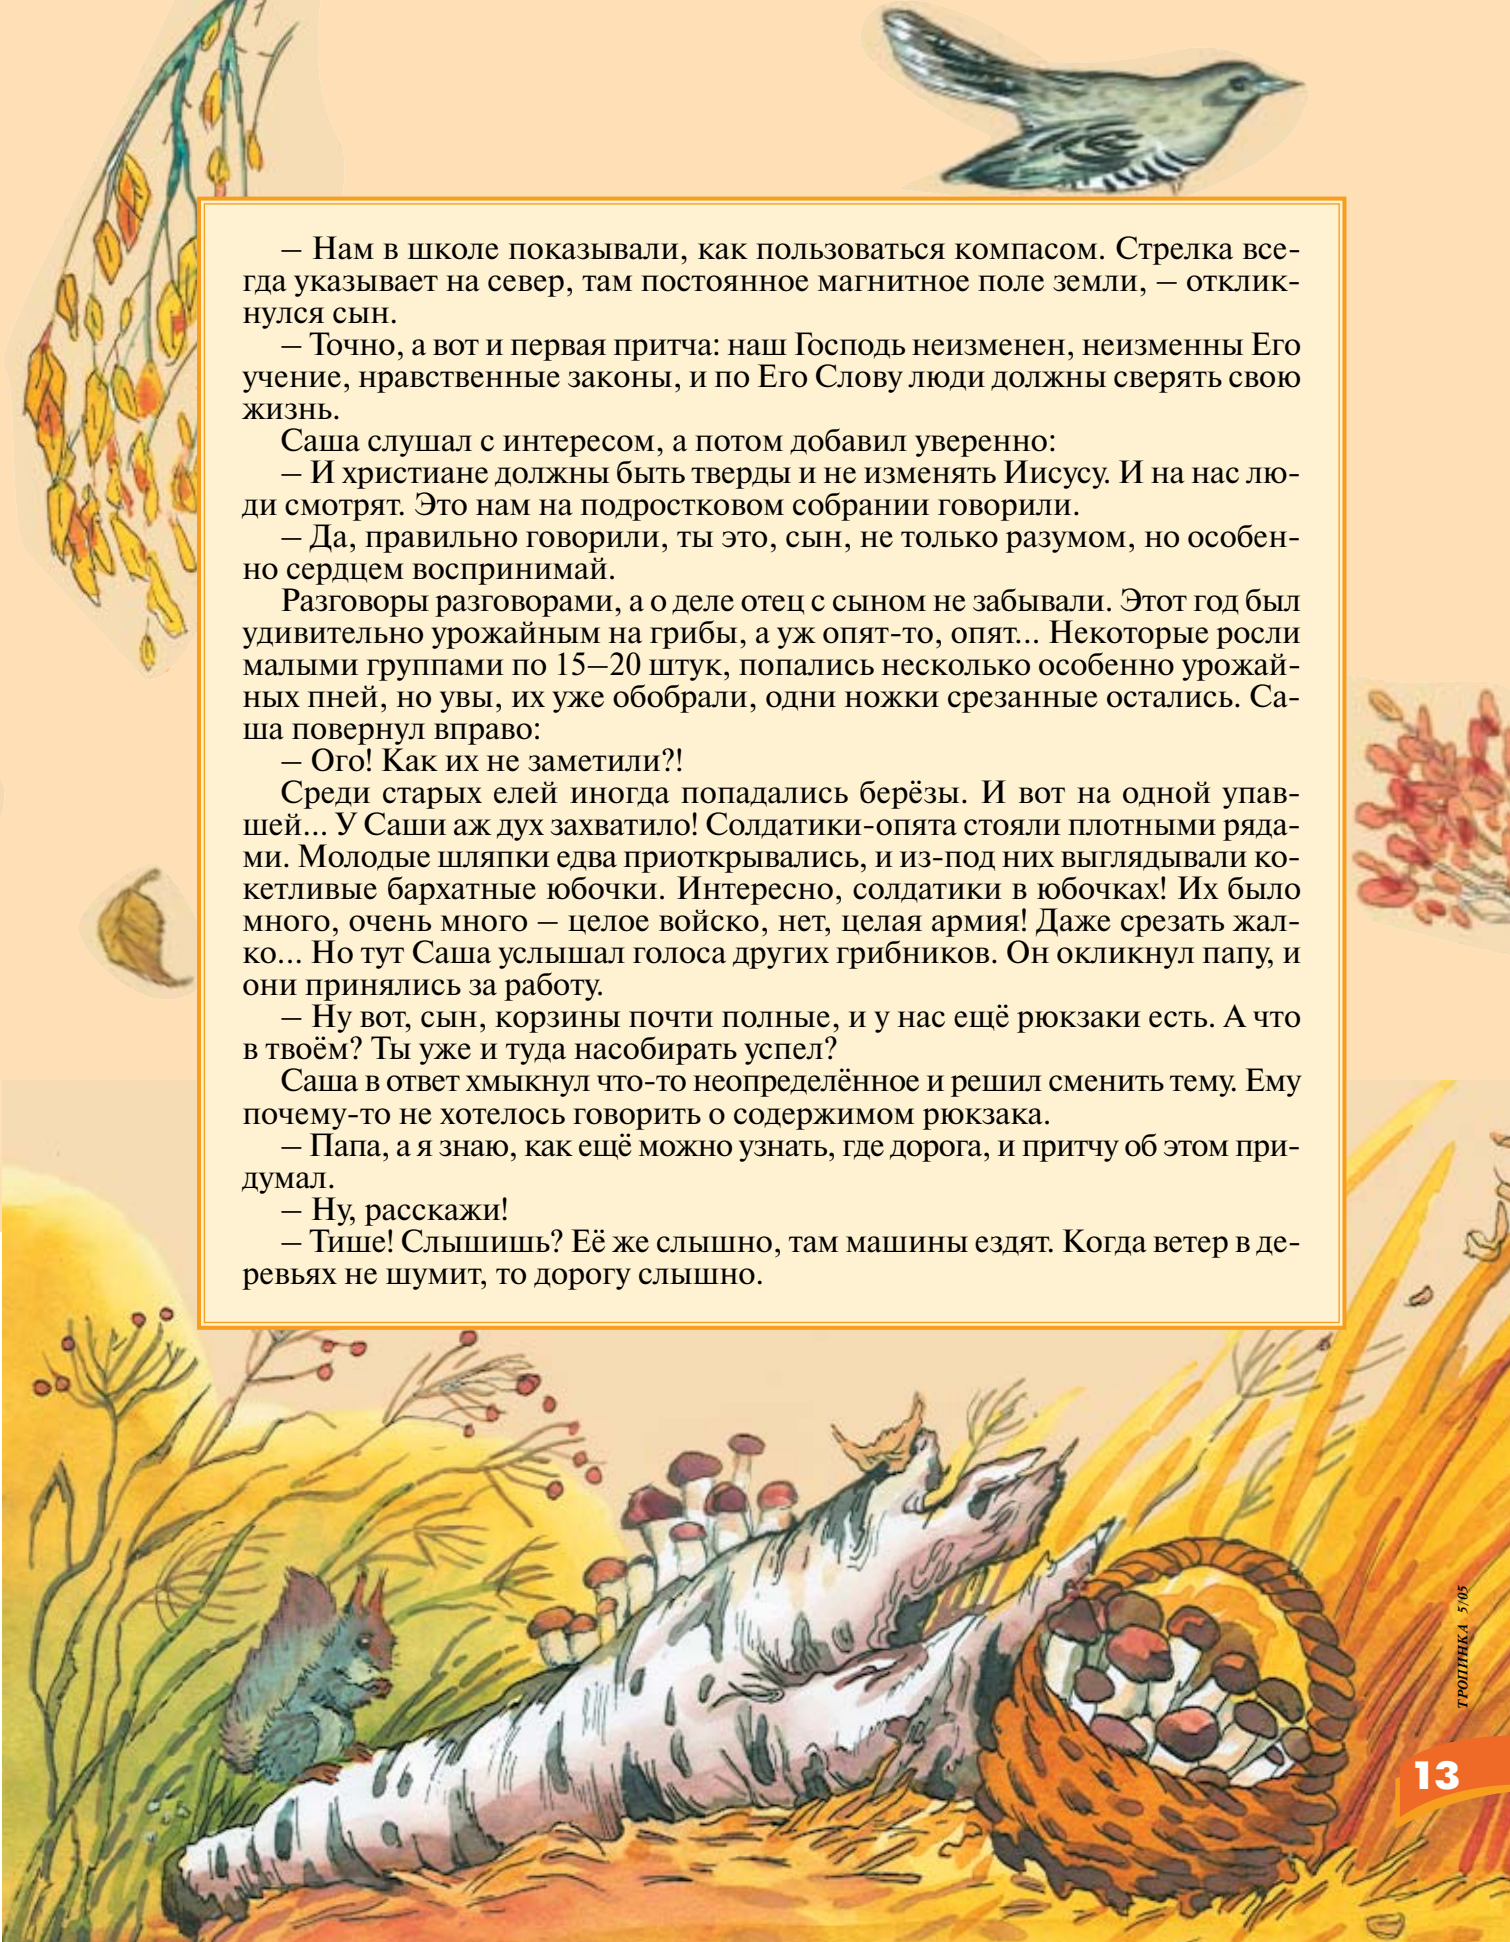 – Нам в школе показывали, как пользоваться компасом. Стрелка все-
гда указывает на север, там постоянное магнитное поле земли, – отклик-
нулся сын.
– Точно, а вот и первая притча: наш Господь неизменен, неизменны Его
учение, нравственные законы, и по Его Слову люди должны сверять свою
жизнь.
Саша слушал с интересом, а потом добавил уверенно:
– И христиане должны быть тверды и не изменять Иисусу. И на нас лю-
ди смотрят. Это нам на подростковом собрании говорили.
– Да, правильно говорили, ты это, сын, не только разумом, но особен-
но сердцем воспринимай.
Разговоры разговорами, а о деле отец с сыном не забывали. Этот год был
удивительно урожайным на грибы, а уж опят-то, опят... Некоторые росли
малыми группами по 15–20 штук, попались несколько особенно урожай-
ных пней, но увы, их уже обобрали, одни ножки срезанные остались. Са-
ша повернул вправо:
– Ого! Как их не заметили?!
Среди старых елей иногда попадались берёзы. И вот на одной упав-
шей... У Саши аж дух захватило! Солдатики-опята стояли плотными ряда-
ми. Молодые шляпки едва приоткрывались, и из-под них выглядывали ко-
кетливые бархатные юбочки. Интересно, солдатики в юбочках! Их было
много, очень много – целое войско, нет, целая армия! Даже срезать жал-
ко... Но тут Саша услышал голоса других грибников. Он окликнул папу, и
они принялись за работу.
– Ну вот, сын, корзины почти полные, и у нас ещё рюкзаки есть. А что
в твоём? Ты уже и туда насобирать успел?
Саша в ответ хмыкнул что-то неопределённое и решил сменить тему. Ему
почему-то не хотелось говорить о содержимом рюкзака.
– Папа, а я знаю, как ещё можно узнать, где дорога, и притчу об этом при-
думал.
– Ну, расскажи!
– Тише! Слышишь? Её же слышно, там машины ездят. Когда ветер в де-
ревьях не шумит, то дорогу слышно.
ТРОПИНКА 5/05
13